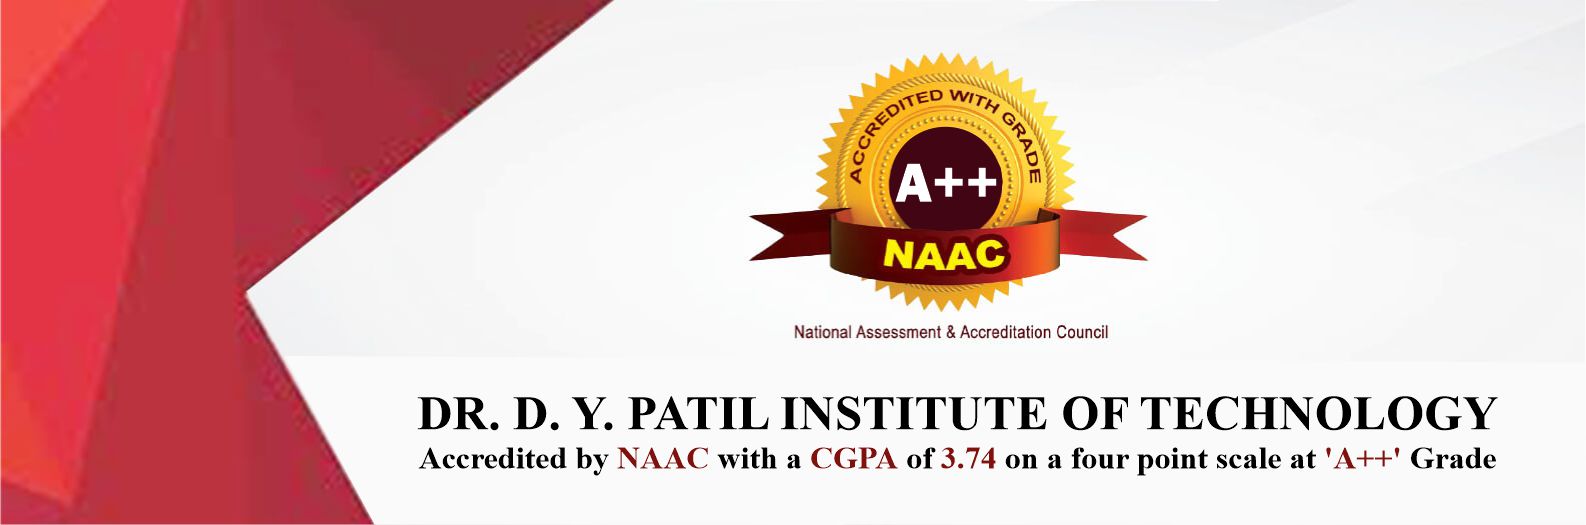 ACCREDITED WITH GRADE
A++
NAAC
National Assessment & Accreditation Council
DR. D. Y. PATIL INSTITUTE OF TECHNOLOGY
Accredited by NAAC with a CGPA of 3.74 on a four point scale at 'A++' Grade